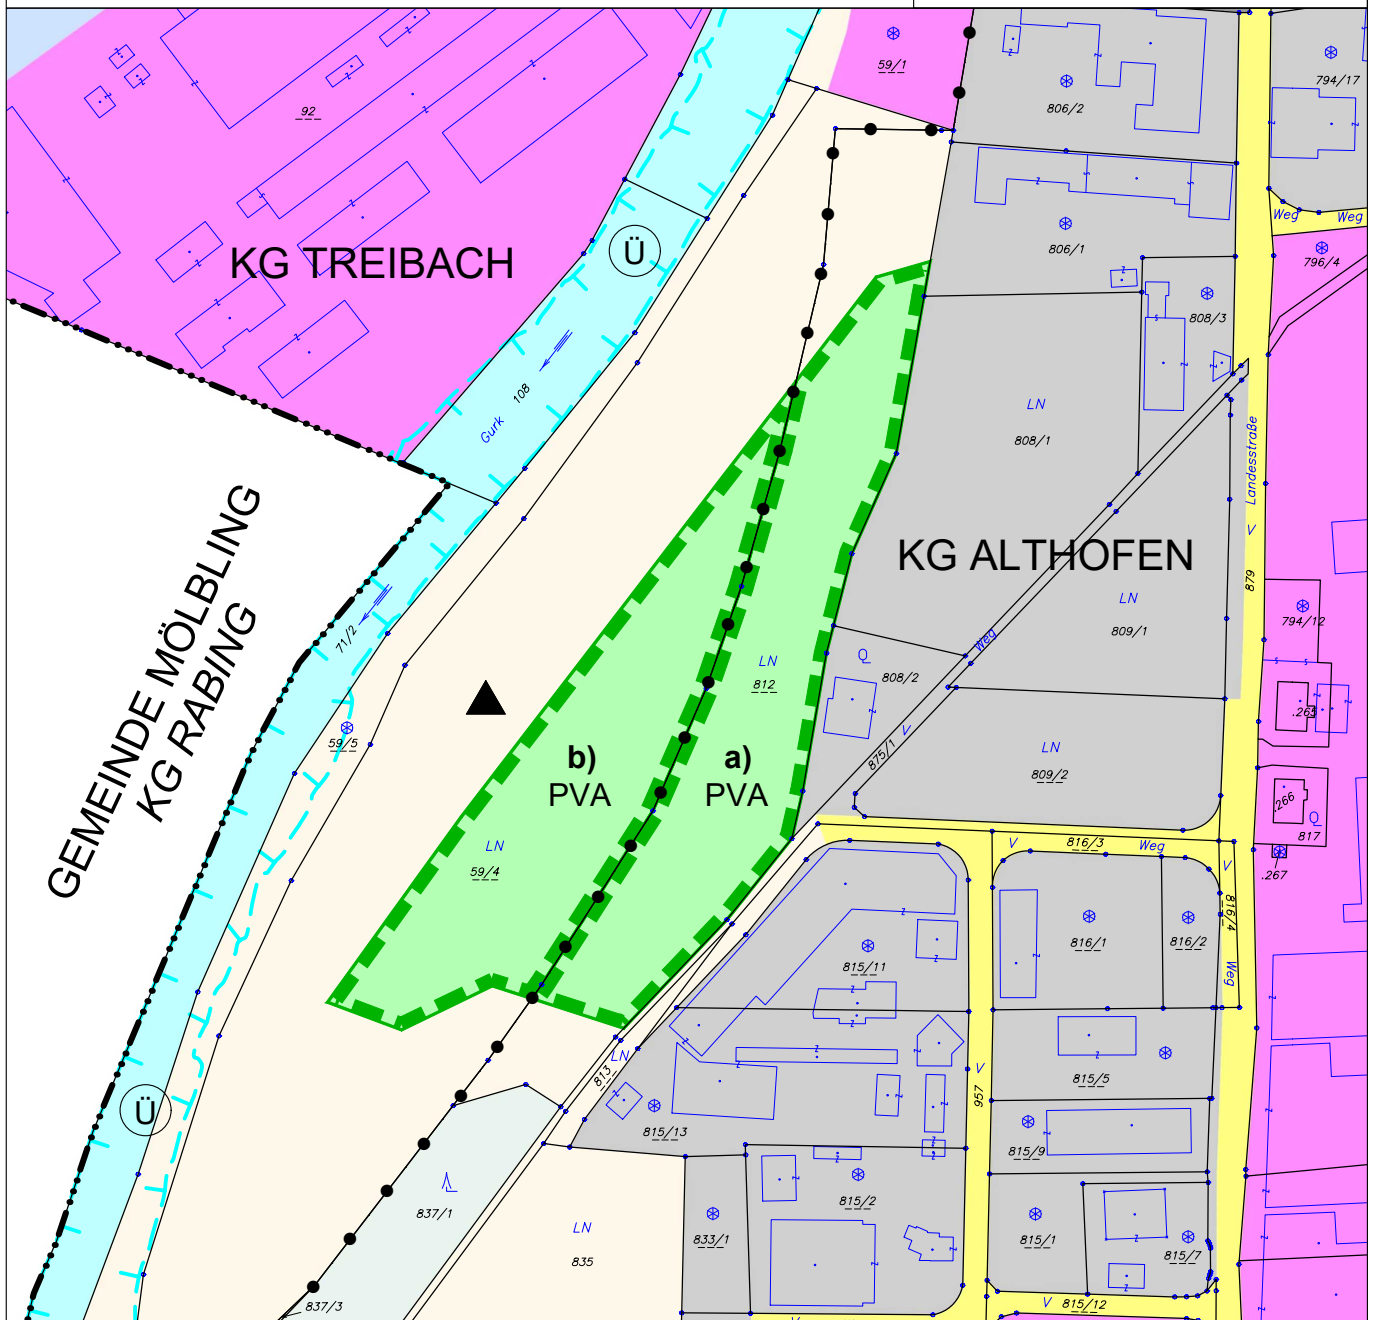 59/1
92
806/2
794/17
Weg
Weg
KG TREIBACH
Ü
806/1
796/4
808/3
Gurk 108
LN
808/1
Landesstraße
V
879
KG ALTHOFEN
GEMEINDE MÖLBLING
KG RABING
71/2
LN
809/1
794/12
Weg
Q
808/2
LN
812
59/5
.265
b)
PVA
a)
PVA
875/1
V
LN
809/2
.266
Q
817
.267
LN
59/4
V
816/3
Weg
V
816/4
Weg
816/1
816/2
815/11
LN
813
V
957
815/5
Ü
815/13
815/9
815/2
837/1
LN
835
833/1
815/1
815/7
837/3
V
815/12
V